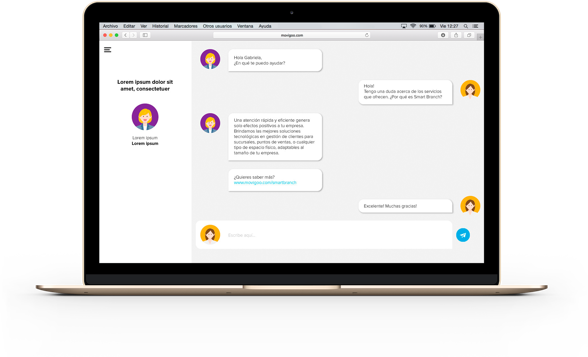 Archivo Editar Ver Historial Marcadores Otros usuarios Ventana Ayuda 80% Vie 12:27
movigoo.com
Lorem ipsum dolor sit
amet, consectetuer
Lorem ipsum
Lorem ipsum
Hola Gabriela,
¿En qué te puedo ayudar?
Hola!
Tengo una duda acerca de los servicios
que ofrecen. ¿Por qué es Smart Branch?
Una atención rápida y eficiente genera
solo efectos positivos a tu empresa.
Blindamos las mejores soluciones
tecnológicas en gestión de clientes para
sucursales, puntos de ventas, o cualquier
tipo de espacio físico, adaptables al
tamaño de tu empresa.
¿Quieres saber más?
www.movigoo.com/smartbranch
Excelente! Muchas gracias!
Escribe aquí...